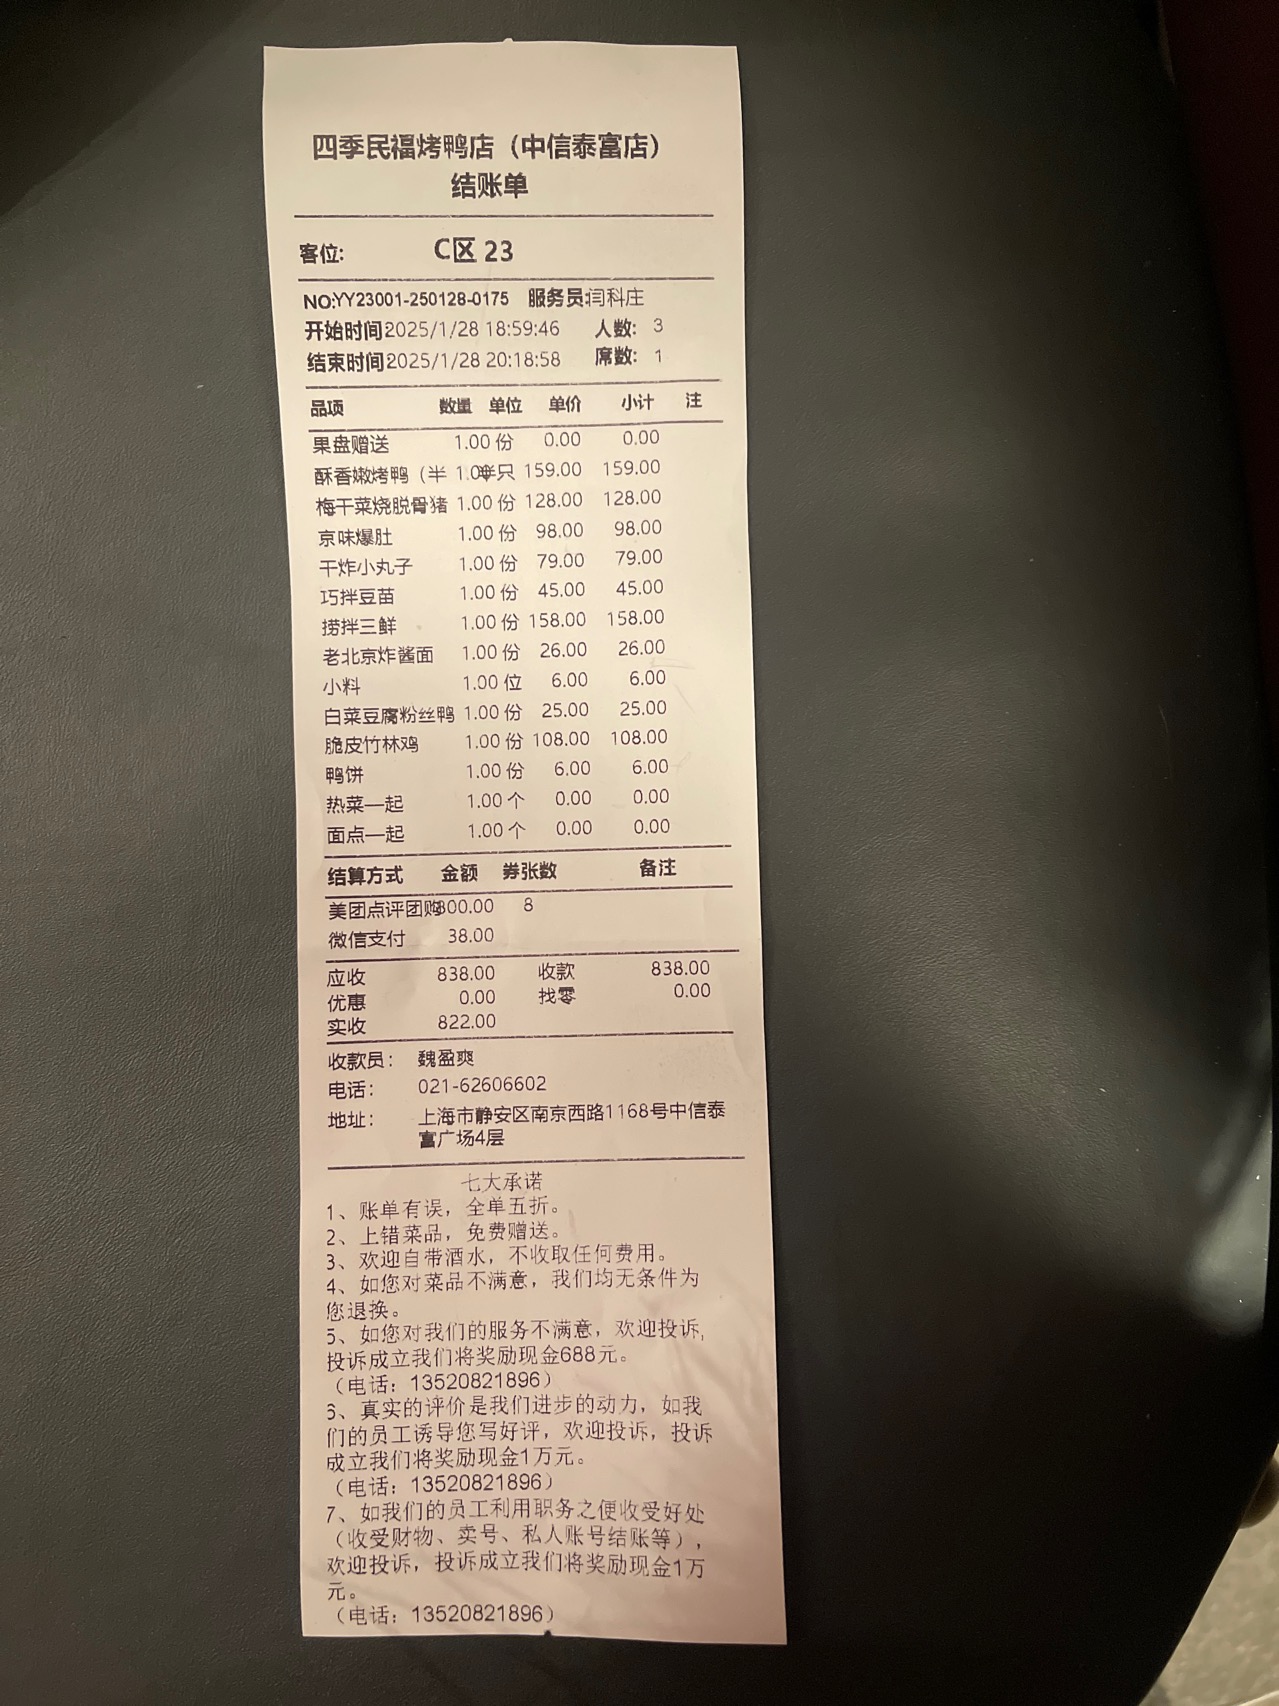 四季民福烤鸭店（中信泰富店）
结账单
客位: C区 23
NO:YY23001-250128-0175 服务员:闫科庄
开始时间2025/1/28 18:59:46 人数: 3
结束时间2025/1/28 20:18:58 席数: 1
品项 数量 单位 单价 小计 注
果盘赠送 1.00 份 0.00 0.00
酥香嫩烤鸭（半 1.00半只 159.00 159.00
梅干菜烧脱骨猪 1.00 份 128.00 128.00
京味爆肚 1.00 份 98.00 98.00
干炸小丸子 1.00 份 79.00 79.00
巧拌豆苗 1.00 份 45.00 45.00
捞拌三鲜 1.00 份 158.00 158.00
老北京炸酱面 1.00 份 26.00 26.00
小料 1.00 位 6.00 6.00
白菜豆腐粉丝鸭 1.00 份 25.00 25.00
脆皮竹林鸡 1.00 份 108.00 108.00
鸭饼 1.00 份 6.00 6.00
热菜—起 1.00 个 0.00 0.00
面点—起 1.00 个 0.00 0.00
结算方式 金额 券张数 备注
美团点评团购800.00 8
微信支付 38.00
应收 838.00 收款 838.00
优惠 0.00 找零 0.00
实收 822.00
收款员： 魏盈爽
电话： 021-62606602
地址： 上海市静安区南京西路1168号中信泰
富广场4层
七大承诺
1、账单有误，全单五折。
2、上错菜品，免费赠送。
3、欢迎自带酒水，不收取任何费用。
4、如您对菜品不满意，我们均无条件为
您退换。
5、如您对我们的服务不满意，欢迎投诉，
投诉成立我们将奖励现金688元。
（电话：13520821896）
6、真实的评价是我们进步的动力，如我
们的员工诱导您写好评，欢迎投诉，投诉
成立我们将奖励现金1万元。
（电话：13520821896）
7、如我们的员工利用职务之便收受好处
（收受财物、卖号、私人账号结账等），
欢迎投诉，投诉成立我们将奖励现金1万
元。
（电话：13520821896）